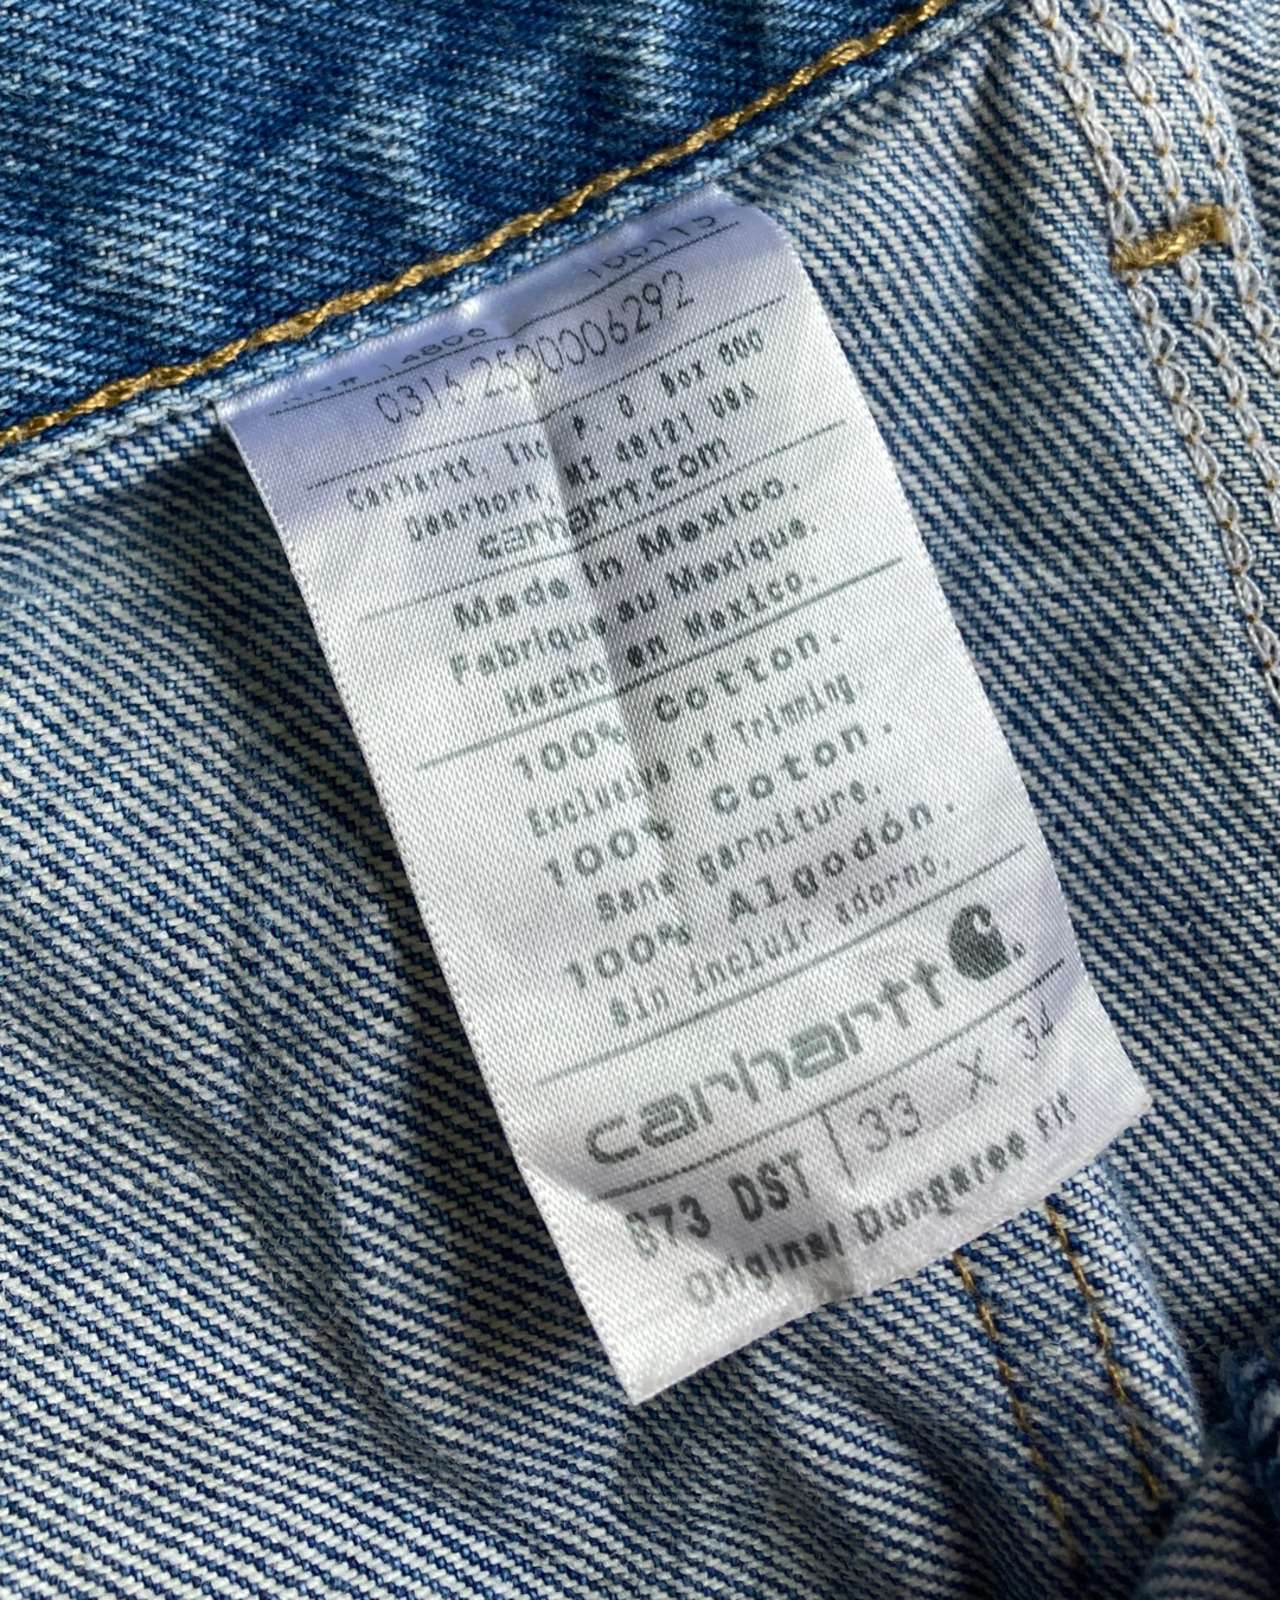 0314 2500006292
Carhartt, Inc. P. O. Box 600
Dearborn, MI 48121 USA
carhartt.com
Made in Mexico.
Fabrique au Mexique.
Hecho en Mexico.
100% Cotton.
Exclusive of Trimming.
100% Coton.
Sans garniture.
100% Algodón.
Sin incluir adorno.
carhartt
B73 DST 33 X 34
Original Dungaree Fit